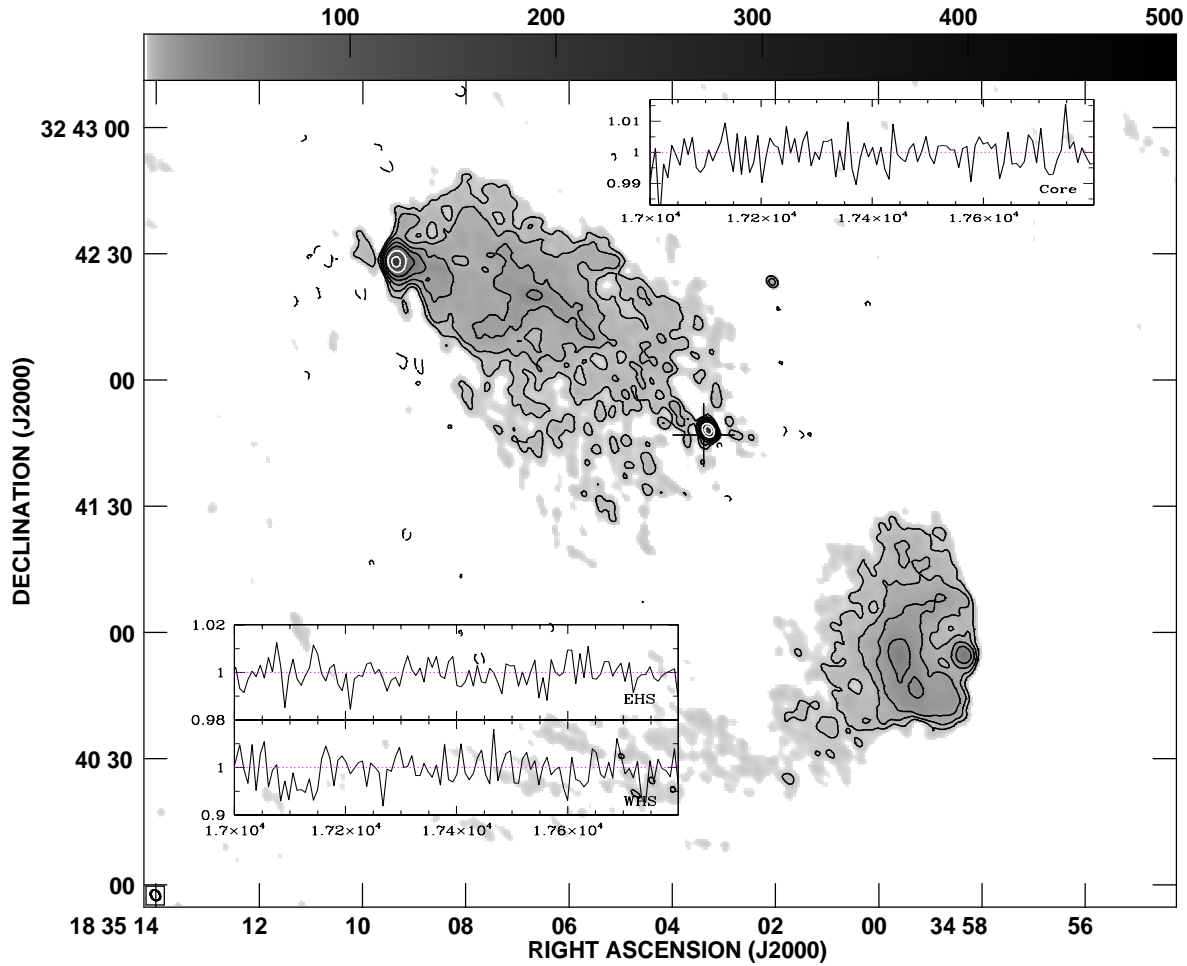 100 200 300 400 500
32 43 00
42 30
00
41 30
00
40 30
00
DECLINATION (J2000)
1.01
1
0.99
Core
1.7×10⁴ 1.72×10⁴ 1.74×10⁴ 1.76×10⁴
1.02
1
EHS
0.98
1
WHS
0.9
1.7×10⁴ 1.72×10⁴ 1.74×10⁴ 1.76×10⁴
18 35 14 12 10 08 06 04 02 00 34 58 56
RIGHT ASCENSION (J2000)